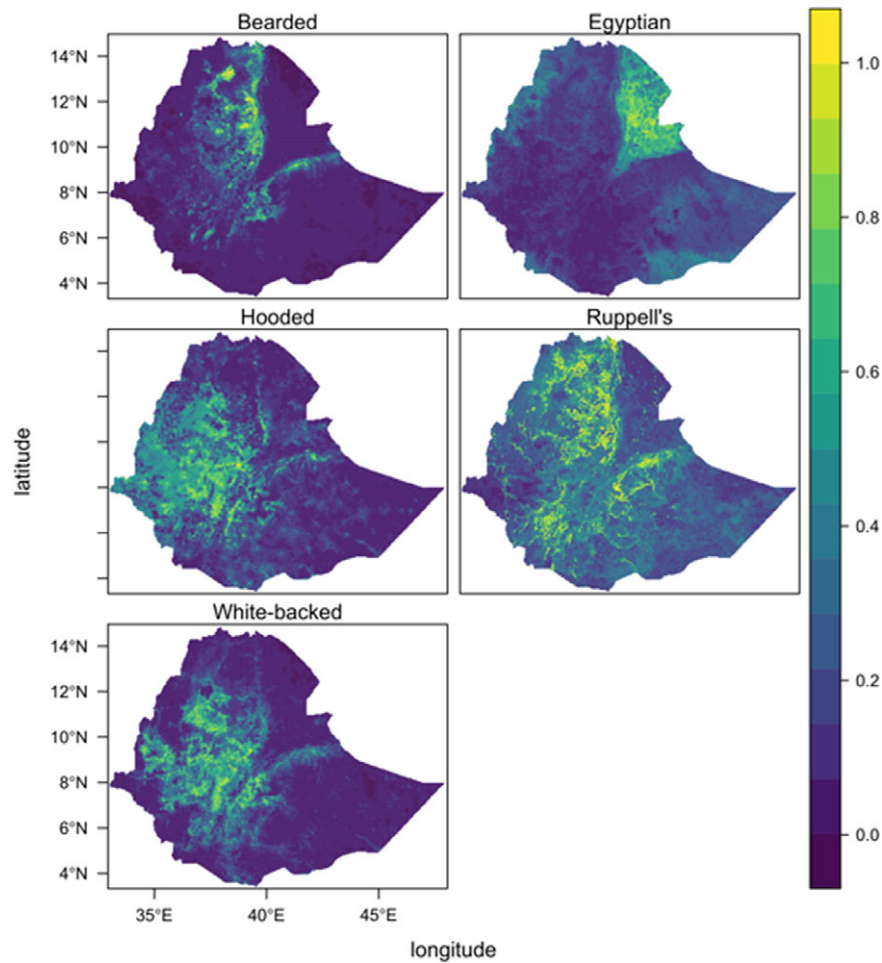 Bearded
Egyptian
14°N
12°N
10°N
8°N
6°N
4°N
Hooded
Ruppell's
White-backed
14°N
12°N
10°N
8°N
6°N
4°N
35°E
40°E
45°E
latitude
longitude
1.0
0.8
0.6
0.4
0.2
0.0